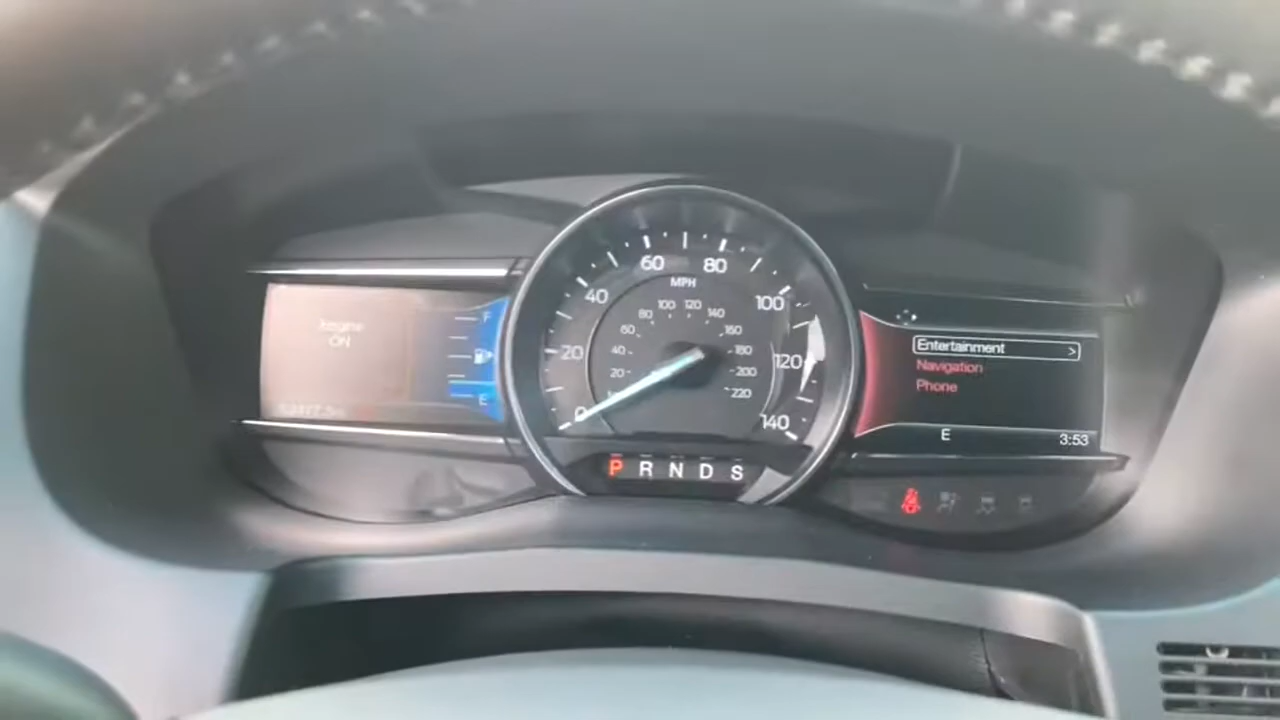 Engine
ON
F
E
0
20
40
60
80
100
120
140
MPH
20
40
60
80
100
120
140
160
180
200
220
P R N D S
Entertainment >
Navigation
Phone
E 3:53